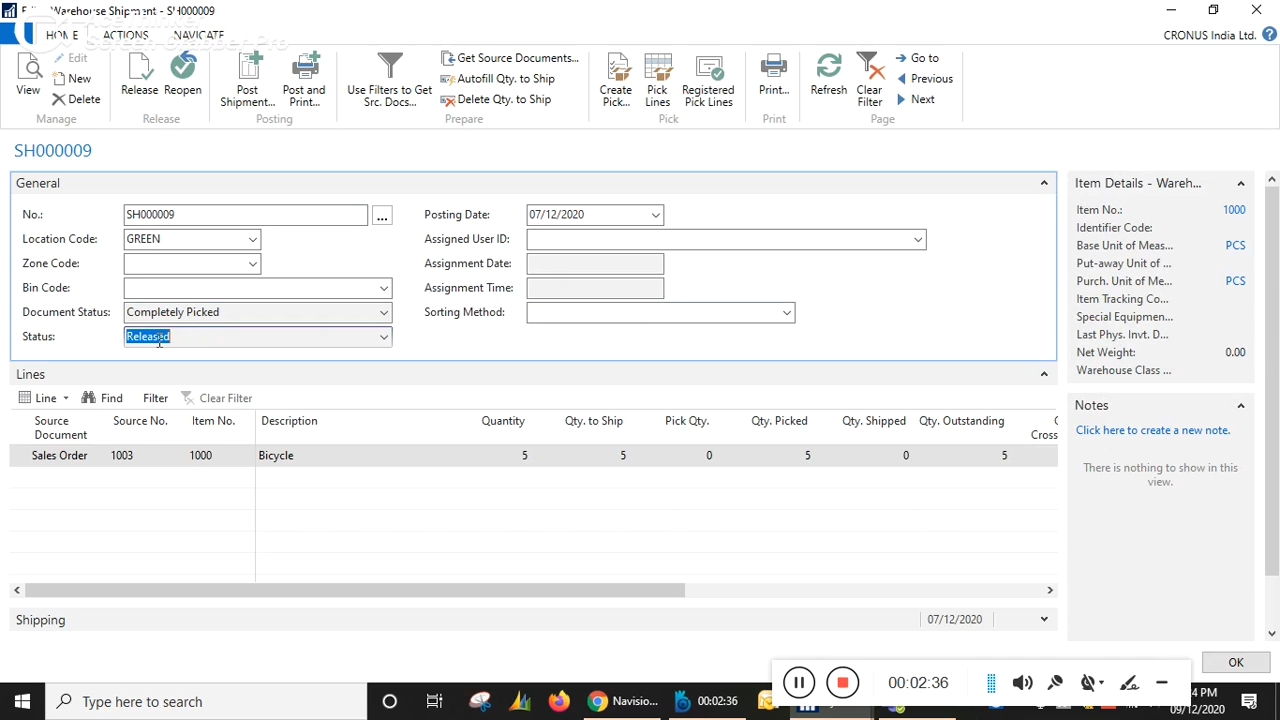 Warehouse Shipment - SH000009
HOME ACTIONS NAVIGATE
CRONUS India Ltd.
View
Edit
New
Delete
Manage
Release
Reopen
Release
Post Shipment...
Post and Print...
Posting
Use Filters to Get Src. Docs...
Get Source Documents...
Autofill Qty. to Ship
Delete Qty. to Ship
Prepare
Create Pick...
Pick Lines
Registered Pick Lines
Pick
Print...
Print
Refresh
Clear Filter
Go to
Previous
Next
Page
SH000009
General
No.: SH000009 ...
Location Code: GREEN
Zone Code:
Bin Code:
Document Status: Completely Picked
Status: Released
Posting Date: 07/12/2020
Assigned User ID:
Assignment Date:
Assignment Time:
Sorting Method:
Lines
Line Find Filter Clear Filter
Source Document Source No. Item No. Description Quantity Qty. to Ship Pick Qty. Qty. Picked Qty. Shipped Qty. Outstanding
Sales Order 1003 1000 Bicycle 5 5 0 5 0 5
Shipping 07/12/2020
Item Details - Wareh...
Item No.: 1000
Identifier Code:
Base Unit of Meas... PCS
Put-away Unit of ...
Purch. Unit of Me... PCS
Item Tracking Co...
Special Equipmen...
Last Phys. Invt. D...
Net Weight: 0.00
Warehouse Class ...
Notes
Click here to create a new note.
There is nothing to show in this view.
OK
00:02:36
Type here to search
Navisio...
00:02:36
4 PM
09/12/2020